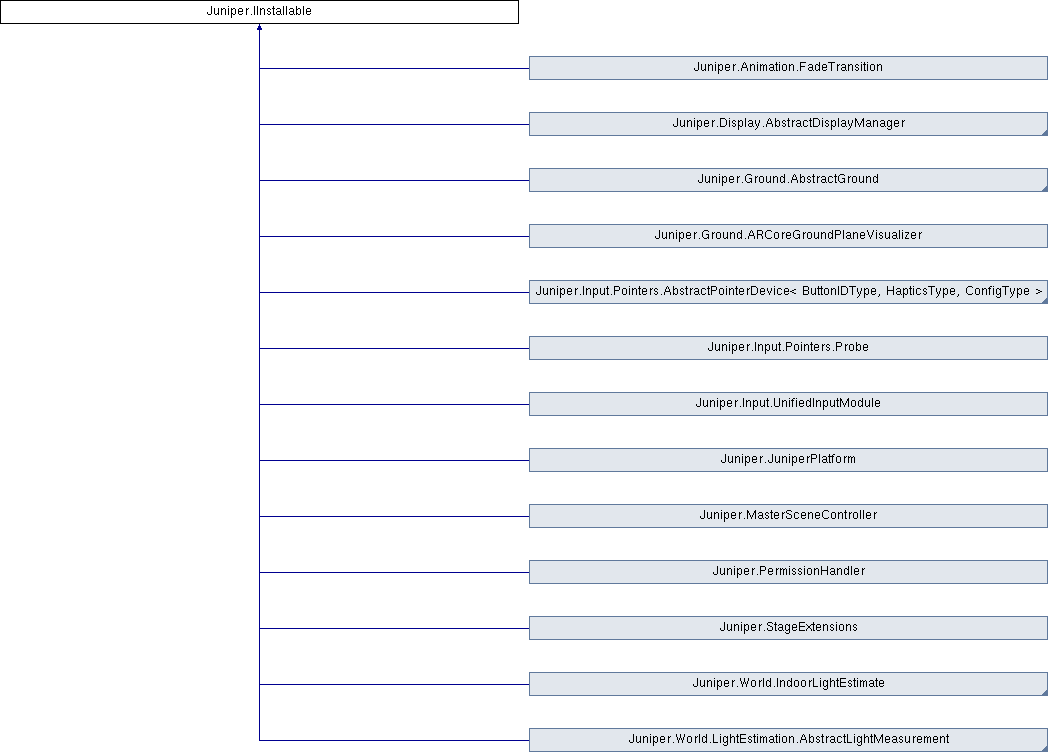 Juniper.IInstallable
Juniper.Animation.FadeTransition
Juniper.Display.AbstractDisplayManager
Juniper.Ground.AbstractGround
Juniper.Ground.ARCoreGroundPlaneVisualizer
Juniper.Input.Pointers.AbstractPointerDevice< ButtonIDType, HapticsType, ConfigType >
Juniper.Input.Pointers.Probe
Juniper.Input.UnifiedInputModule
Juniper.JuniperPlatform
Juniper.MasterSceneController
Juniper.PermissionHandler
Juniper.StageExtensions
Juniper.World.IndoorLightEstimate
Juniper.World.LightEstimation.AbstractLightMeasurement